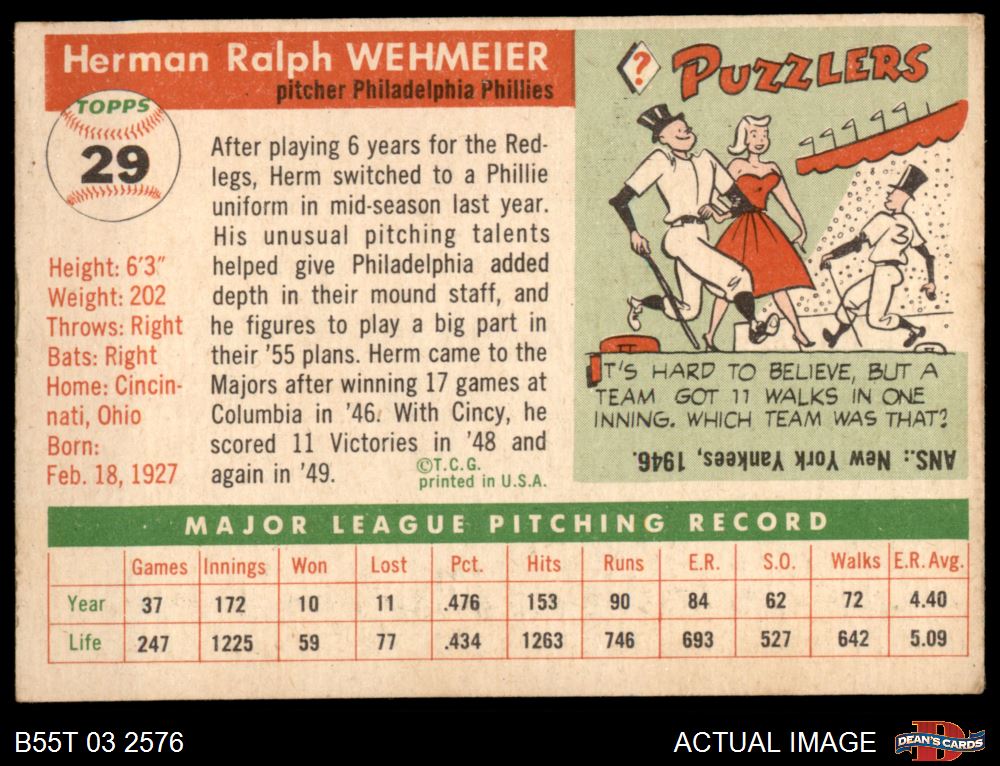 Herman Ralph WEHMEIER
pitcher Philadelphia Phillies
TOPPS
29
Height: 6'3"
Weight: 202
Throws: Right
Bats: Right
Home: Cincin-
nati, Ohio
Born:
Feb. 18, 1927
After playing 6 years for the Red-
legs, Herm switched to a Phillie
uniform in mid-season last year.
His unusual pitching talents
helped give Philadelphia added
depth in their mound staff, and
he figures to play a big part in
their '55 plans. Herm came to the
Majors after winning 17 games at
Columbia in '46. With Cincy, he
scored 11 Victories in '48 and
again in '49.
©T.C.G.
printed in U.S.A.
?
PUZZLERS
3
IT'S HARD TO BELIEVE, BUT A
TEAM GOT 11 WALKS IN ONE
INNING. WHICH TEAM WAS THAT?
ANS.: New York Yankees, 1946.
MAJOR LEAGUE PITCHING RECORD
Games Innings Won Lost Pct. Hits Runs E.R. S.O. Walks E.R. Avg.
Year 37 172 10 11 .476 153 90 84 62 72 4.40
Life 247 1225 59 77 .434 1263 746 693 527 642 5.09
B55T 03 2576
ACTUAL IMAGE
DEAN'S CARDS